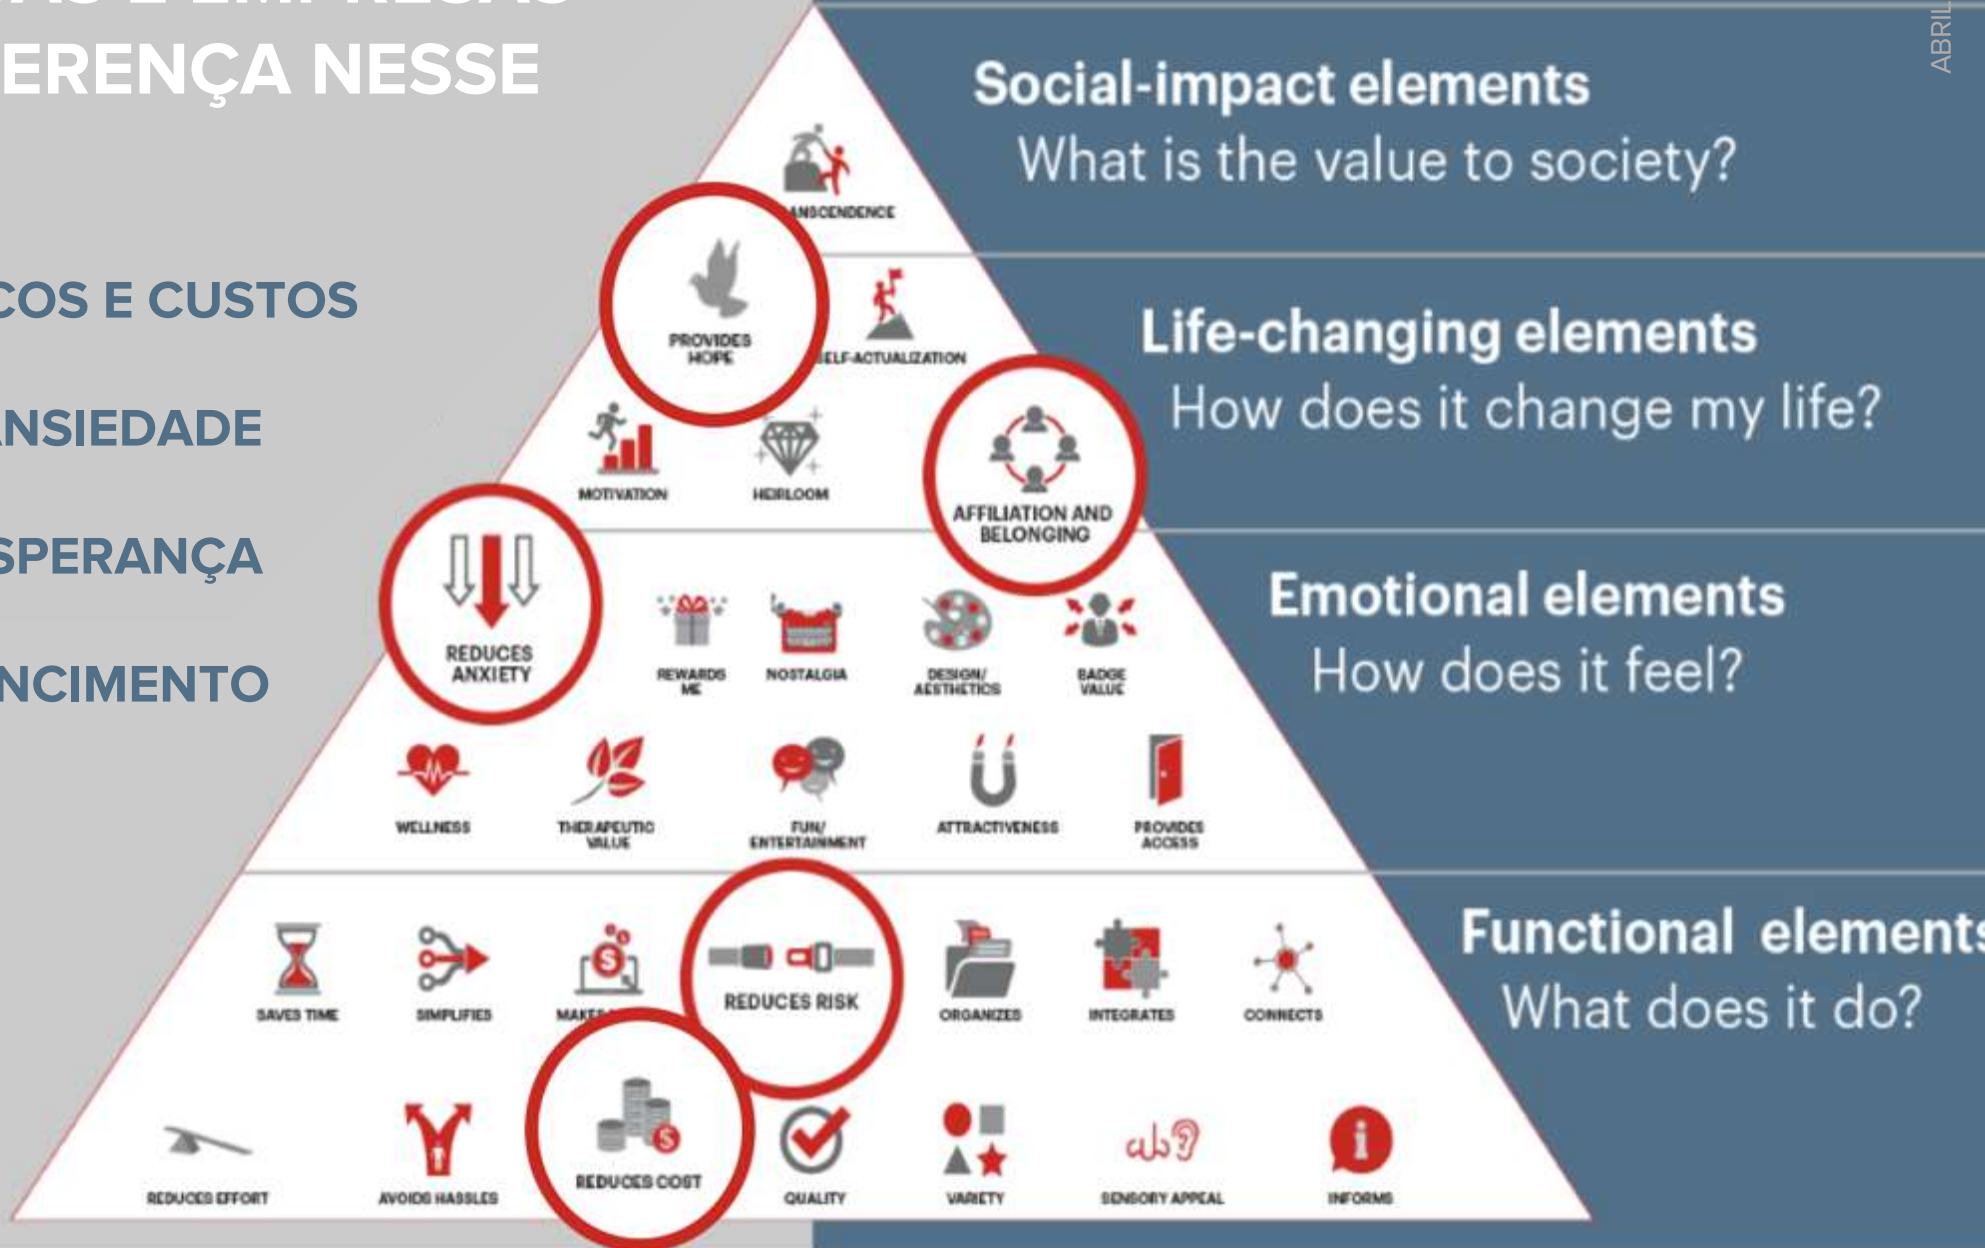 ERENÇA NESSE
COS E CUSTOS
ANSIEDADE
SPERANÇA
NCIMENTO
ABRIL
Social-impact elements
What is the value to society?
ANSCENDENCE
Life-changing elements
How does it change my life?
PROVIDES
HOPE
ELF-ACTUALIZATION
MOTIVATION
HEIRLOOM
AFFILIATION AND
BELONGING
Emotional elements
How does it feel?
REDUCES
ANXIETY
REWARDS
ME
NOSTALGIA
DESIGN/
AESTHETICS
BADGE
VALUE
WELLNESS
THERAPEUTIC
VALUE
FUN/
ENTERTAINMENT
ATTRACTIVENESS
PROVIDES
ACCESS
Functional elements
What does it do?
SAVES TIME
SIMPLIFIES
MAKES
REDUCES RISK
ORGANIZES
INTEGRATES
CONNECTS
REDUCES EFFORT
AVOIDS HASSLES
REDUCES COST
QUALITY
VARIETY
SENSORY APPEAL
INFORMS